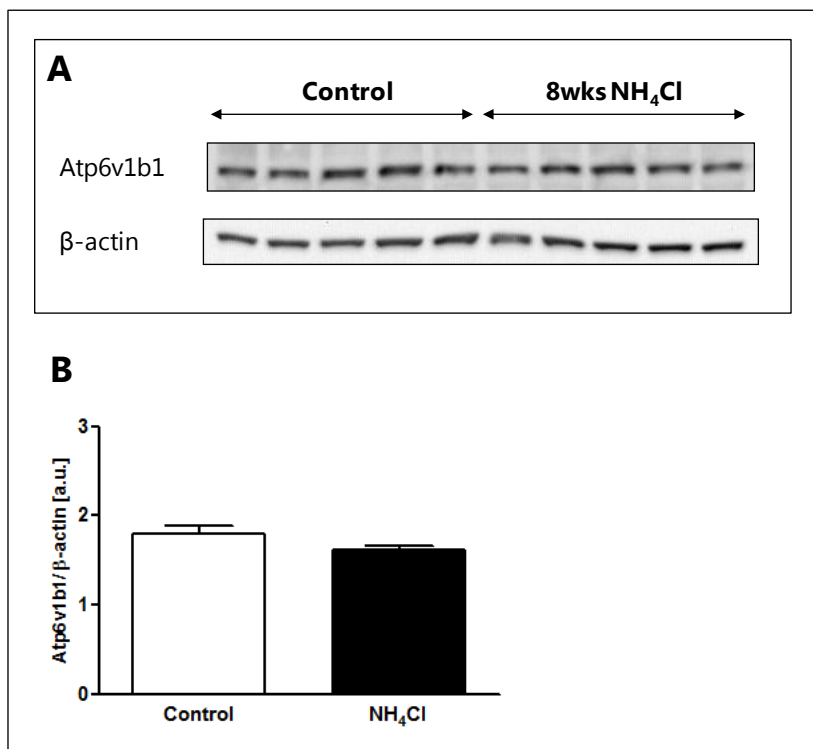 A
Control 8wks NH₄Cl
Atp6v1b1
β-actin
B
Atp6v1b1/β-actin [a.u.]
3
2
1
0
Control NH₄Cl